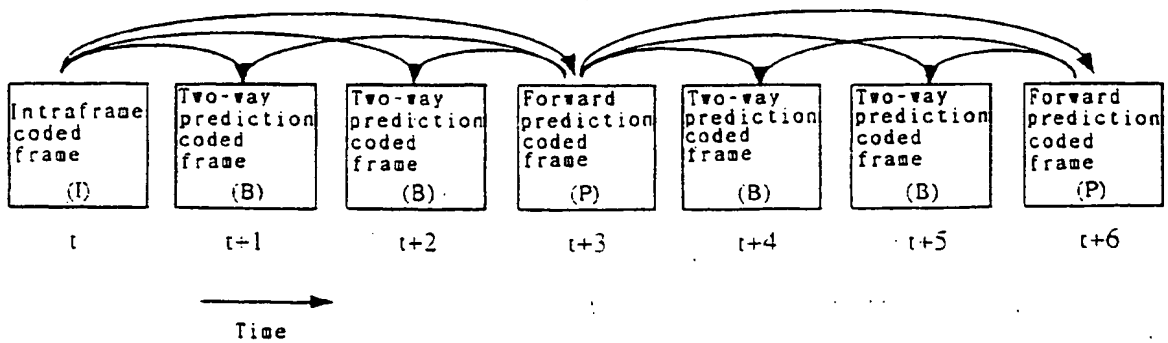 Intraframe
coded
frame
(I)
Two-way
prediction
coded
frame
(B)
Two-way
prediction
coded
frame
(B)
Forward
prediction
coded
frame
(P)
Two-way
prediction
coded
frame
(B)
Two-way
prediction
coded
frame
(B)
Forward
prediction
coded
frame
(P)
t
t+1
t+2
t+3
t+4
t+5
t+6
Time